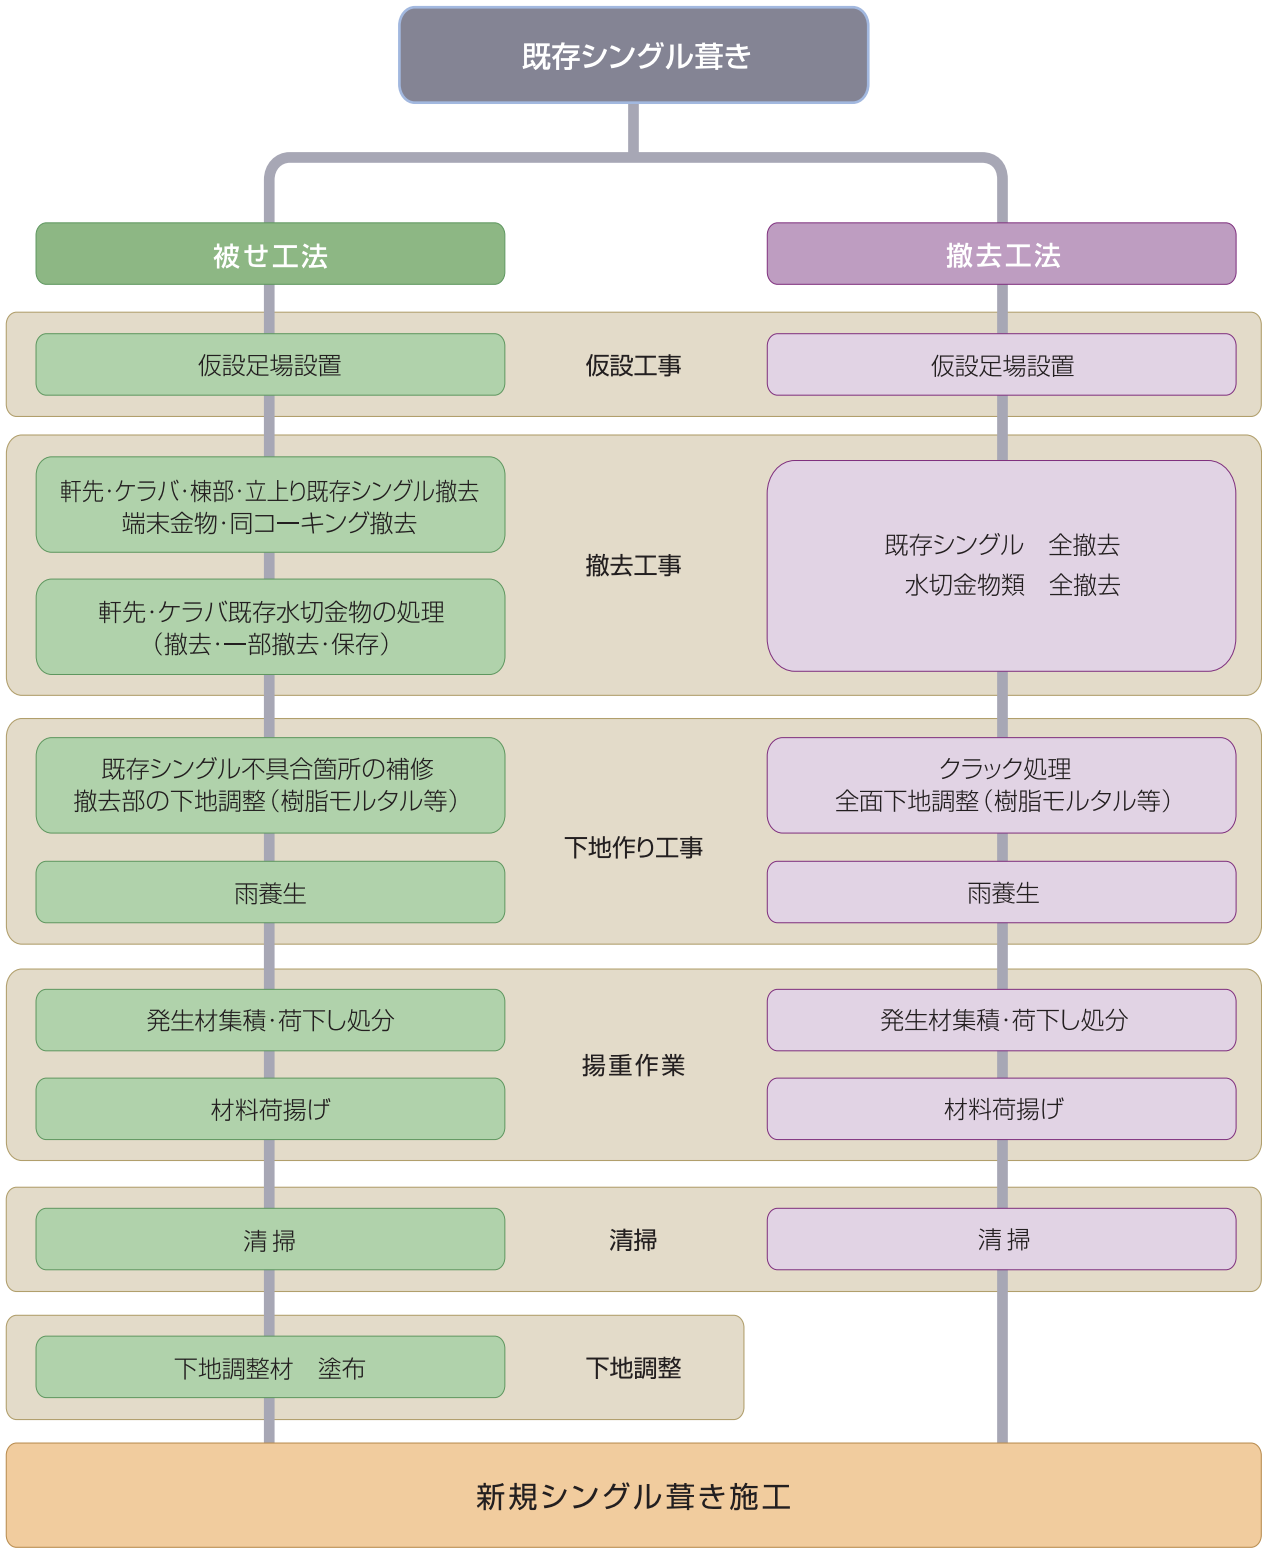 既存シングル葺き
被せ工法
撤去工法
仮設足場設置
仮設工事
仮設足場設置
軒先・ケラバ・棟部・立上り既存シングル撤去
端末金物・同コーキング撤去
軒先・ケラバ既存水切金物の処理
（撤去・一部撤去・保存）
撤去工事
既存シングル　全撤去
水切金物類　全撤去
既存シングル不具合箇所の補修
撤去部の下地調整（樹脂モルタル等）
雨養生
下地作り工事
クラック処理
全面下地調整（樹脂モルタル等）
雨養生
発生材集積・荷下し処分
材料荷揚げ
揚重作業
発生材集積・荷下し処分
材料荷揚げ
清掃
清掃
清掃
下地調整材　塗布
下地調整
新規シングル葺き施工